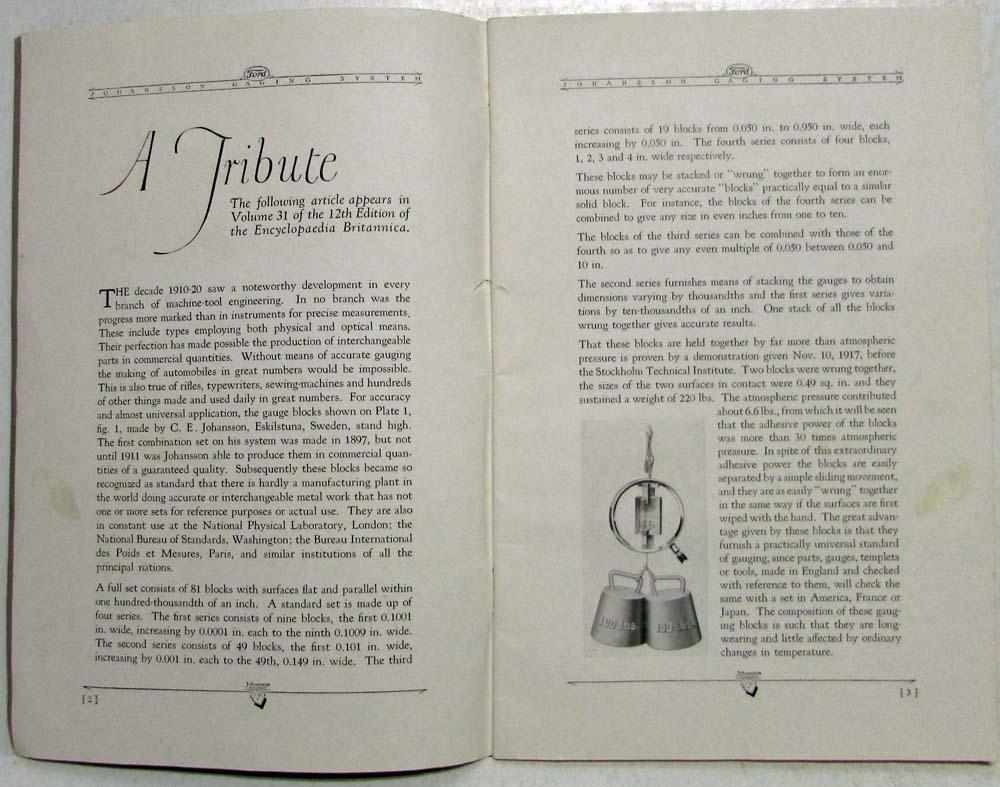 Ford
JOHANSSON GAGING SYSTEM
A Tribute
The following article appears in
Volume 31 of the 12th Edition of
the Encyclopaedia Britannica.
THE decade 1910-20 saw a noteworthy development in every
branch of machine-tool engineering. In no branch was the
progress more marked than in instruments for precise measurements.
These include types employing both physical and optical means.
Their perfection has made possible the production of interchangeable
parts in commercial quantities. Without means of accurate gauging
the making of automobiles in great numbers would be impossible.
This is also true of rifles, typewriters, sewing-machines and hundreds
of other things made and used daily in great numbers. For accuracy
and almost universal application, the gauge blocks shown on Plate 1,
fig. 1, made by C. E. Johansson, Eskilstuna, Sweden, stand high.
The first combination set on his system was made in 1897, but not
until 1911 was Johansson able to produce them in commercial quan-
tities of a guaranteed quality. Subsequently these blocks became so
recognized as standard that there is hardly a manufacturing plant in
the world doing accurate or interchangeable metal work that has not
one or more sets for reference purposes or actual use. They are also
in constant use at the National Physical Laboratory, London; the
National Bureau of Standards, Washington; the Bureau International
des Poids et Mesures, Paris, and similar institutions of all the
principal nations.
A full set consists of 81 blocks with surfaces flat and parallel within
one hundred-thousandth of an inch. A standard set is made up of
four series. The first series consists of nine blocks, the first 0.1001
in. wide, increasing by 0.0001 in. each to the ninth 0.1009 in. wide.
The second series consists of 49 blocks, the first 0.101 in. wide,
increasing by 0.001 in. each to the 49th, 0.149 in. wide. The third
Johansson
[2]
Ford
JOHANSSON GAGING SYSTEM
series consists of 19 blocks from 0.050 in. to 0.950 in. wide, each
increasing by 0.050 in. The fourth series consists of four blocks,
1, 2, 3 and 4 in. wide respectively.
These blocks may be stacked or "wrung" together to form an enor-
mous number of very accurate "blocks" practically equal to a similar
solid block. For instance, the blocks of the fourth series can be
combined to give any size in even inches from one to ten.
The blocks of the third series can be combined with those of the
fourth so as to give any even multiple of 0.050 between 0.050 and
10 in.
The second series furnishes means of stacking the gauges to obtain
dimensions varying by thousandths and the first series gives varia-
tions by ten-thousandths of an inch. One stack of all the blocks
wrung together gives accurate results.
That these blocks are held together by far more than atmospheric
pressure is proven by a demonstration given Nov. 10, 1917, before
the Stockholm Technical Institute. Two blocks were wrung together,
the sizes of the two surfaces in contact were 0.49 sq. in. and they
sustained a weight of 220 lbs. The atmospheric pressure contributed
about 6.6 lbs., from which it will be seen
that the adhesive power of the blocks
was more than 30 times atmospheric
pressure. In spite of this extraordinary
adhesive power the blocks are easily
separated by a simple sliding movement,
and they are as easily "wrung" together
in the same way if the surfaces are first
wiped with the hand. The great advan-
tage given by these blocks is that they
furnish a practically universal standard
of gauging, since parts, gauges, templets
or tools, made in England and checked
with reference to them, will check the
same with a set in America, France or
Japan. The composition of these gaug-
ing blocks is such that they are long-
wearing and little affected by ordinary
changes in temperature.
100 Lbs. 100 Lbs.
Johansson
[3]